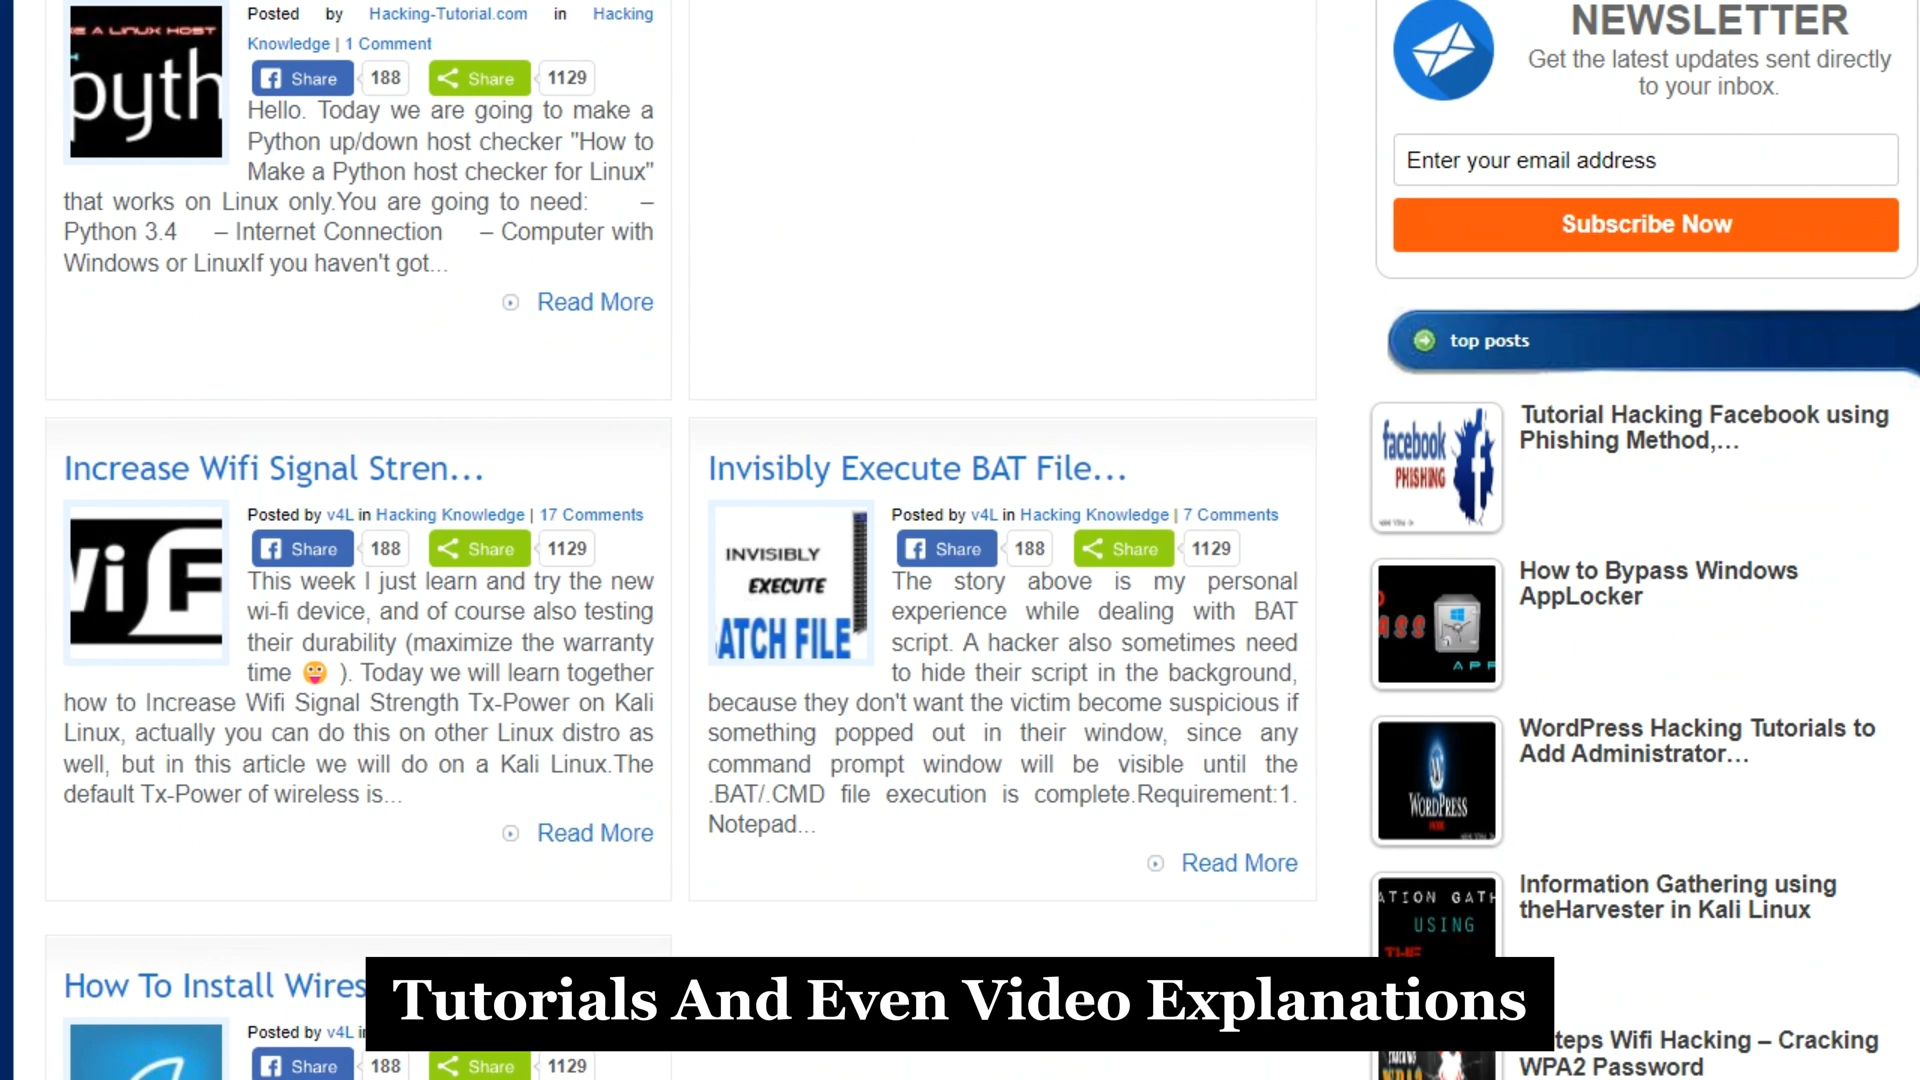 Posted by Hacking-Tutorial.com in Hacking
Knowledge | 1 Comment
Share 188 Share 1129
E A LINUX HOST
pyth
Hello. Today we are going to make a
Python up/down host checker "How to
Make a Python host checker for Linux"
that works on Linux only.You are going to need: –
Python 3.4 – Internet Connection – Computer with
Windows or LinuxIf you haven't got...
Read More
Increase Wifi Signal Stren...
Posted by v4L in Hacking Knowledge | 17 Comments
Share 188 Share 1129
WiF
This week I just learn and try the new
wi-fi device, and of course also testing
their durability (maximize the warranty
time 😜 ). Today we will learn together
how to Increase Wifi Signal Strength Tx-Power on Kali
Linux, actually you can do this on other Linux distro as
well, but in this article we will do on a Kali Linux.The
default Tx-Power of wireless is...
Read More
Invisibly Execute BAT File...
Posted by v4L in Hacking Knowledge | 7 Comments
Share 188 Share 1129
INVISIBLY
EXECUTE
ATCH FILE
The story above is my personal
experience while dealing with BAT
script. A hacker also sometimes need
to hide their script in the background,
because they don't want the victim become suspicious if
something popped out in their window, since any
command prompt window will be visible until the
.BAT/.CMD file execution is complete.Requirement:1.
Notepad...
Read More
How To Install Wires
Posted by v4L i
Share 188 Share 1129
NEWSLETTER
Get the latest updates sent directly
to your inbox.
Enter your email address
Subscribe Now
top posts
facebook
PHISHING
Tutorial Hacking Facebook using
Phishing Method,...
ASS
APP
How to Bypass Windows
AppLocker
WORDPRESS
WordPress Hacking Tutorials to
Add Administrator...
ATION GATH
USING
THE
Information Gathering using
theHarvester in Kali Linux
teps Wifi Hacking – Cracking
WPA2 Password
Tutorials And Even Video Explanations